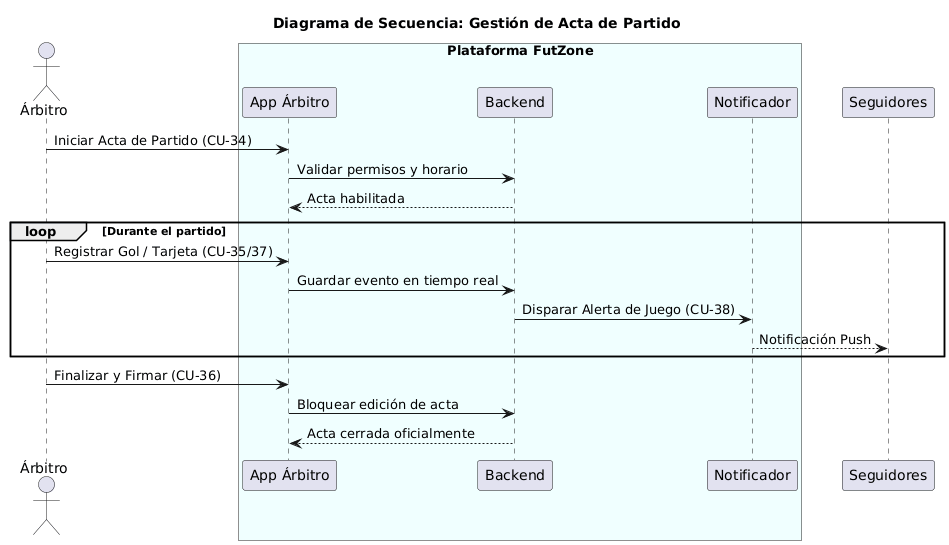 Diagrama de Secuencia: Gestión de Acta de Partido
Plataforma FutZone
Árbitro
App Árbitro
Backend
Notificador
Seguidores
Iniciar Acta de Partido (CU-34)
Validar permisos y horario
Acta habilitada
loop [Durante el partido]
Registrar Gol / Tarjeta (CU-35/37)
Guardar evento en tiempo real
Disparar Alerta de Juego (CU-38)
Notificación Push
Finalizar y Firmar (CU-36)
Bloquear edición de acta
Acta cerrada oficialmente
Árbitro
App Árbitro
Backend
Notificador
Seguidores